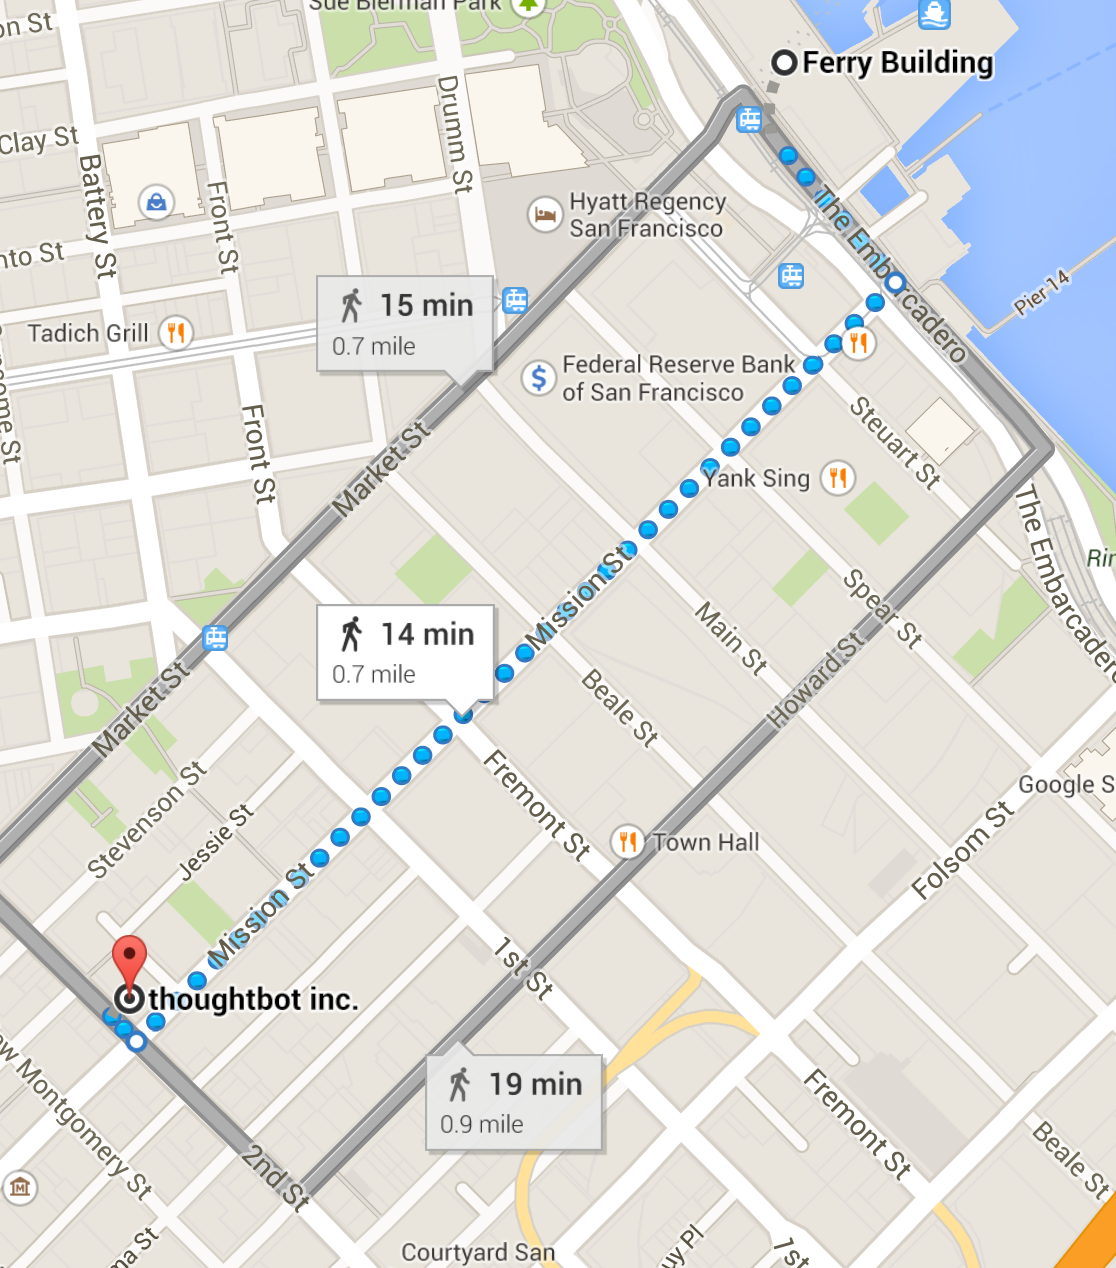 Sue Bierman Park
on St
Ferry Building
Clay St
Drumm St
Battery St
Front St
Hyatt Regency
San Francisco
The Embarcadero
nto St
Pier 14
15 min
0.7 mile
Tadich Grill
Federal Reserve Bank
of San Francisco
ome St
Front St
Market St
Steuart St
Yank Sing
The Embarcadero
Rin
Spear St
Mission St
Main St
14 min
0.7 mile
Market St
Beale St
Howard St
Stevenson St
Jessie St
Fremont St
Google S
Town Hall
Folsom St
Mission St
1st St
thoughtbot inc.
ew Montgomery St
19 min
0.9 mile
Fremont St
Beale St
2nd St
ma St
Courtyard San
uy Pl
1st